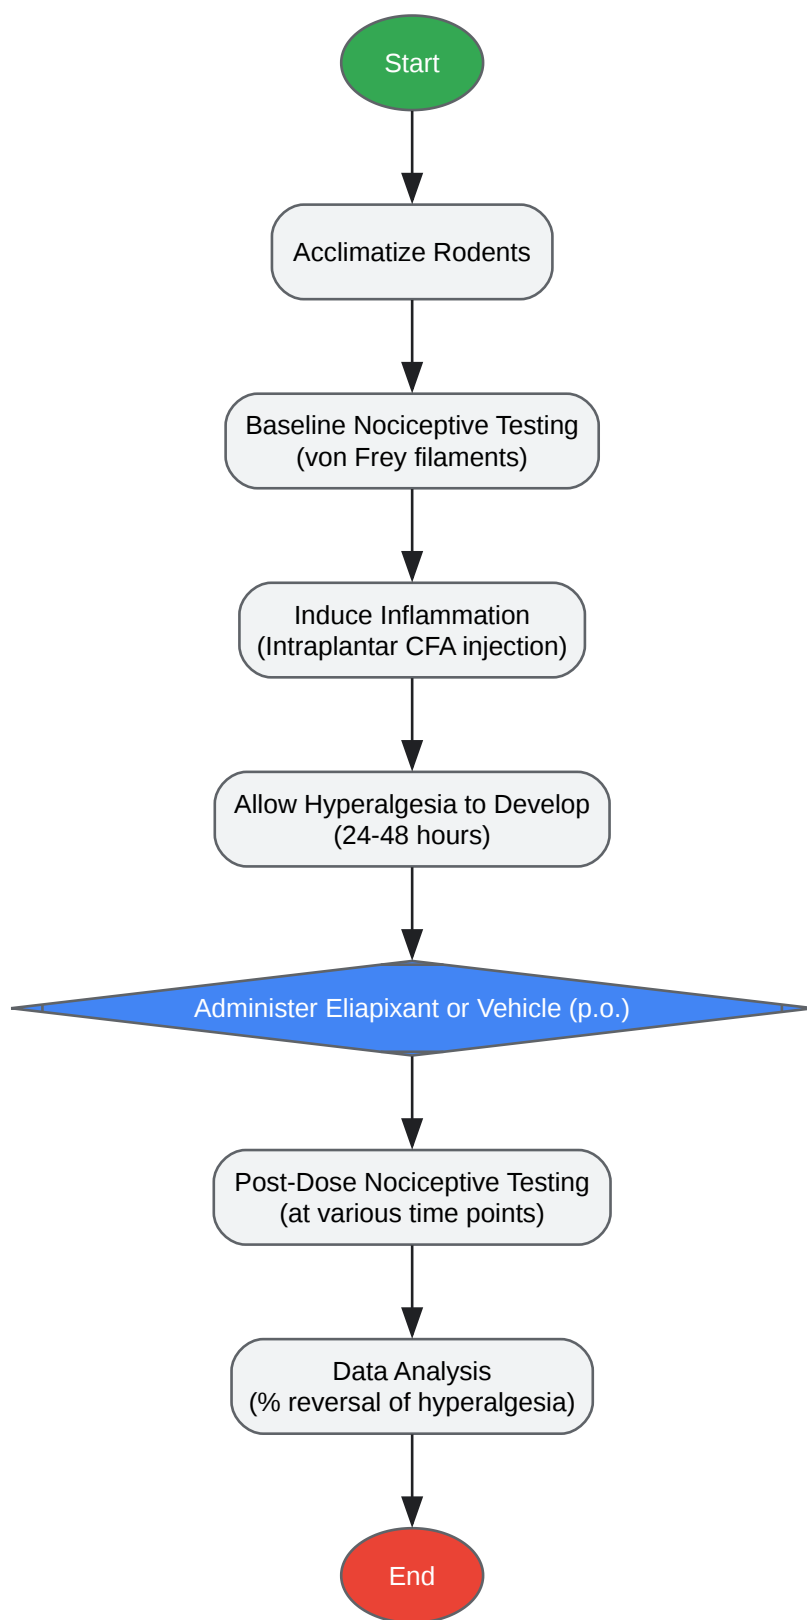 Start
Acclimatize Rodents
Baseline Nociceptive Testing
(von Frey filaments)
Induce Inflammation
(Intraplantar CFA injection)
Allow Hyperalgesia to Develop
(24-48 hours)
Administer Eliapixant or Vehicle (p.o.)
Post-Dose Nociceptive Testing
(at various time points)
Data Analysis
(% reversal of hyperalgesia)
End